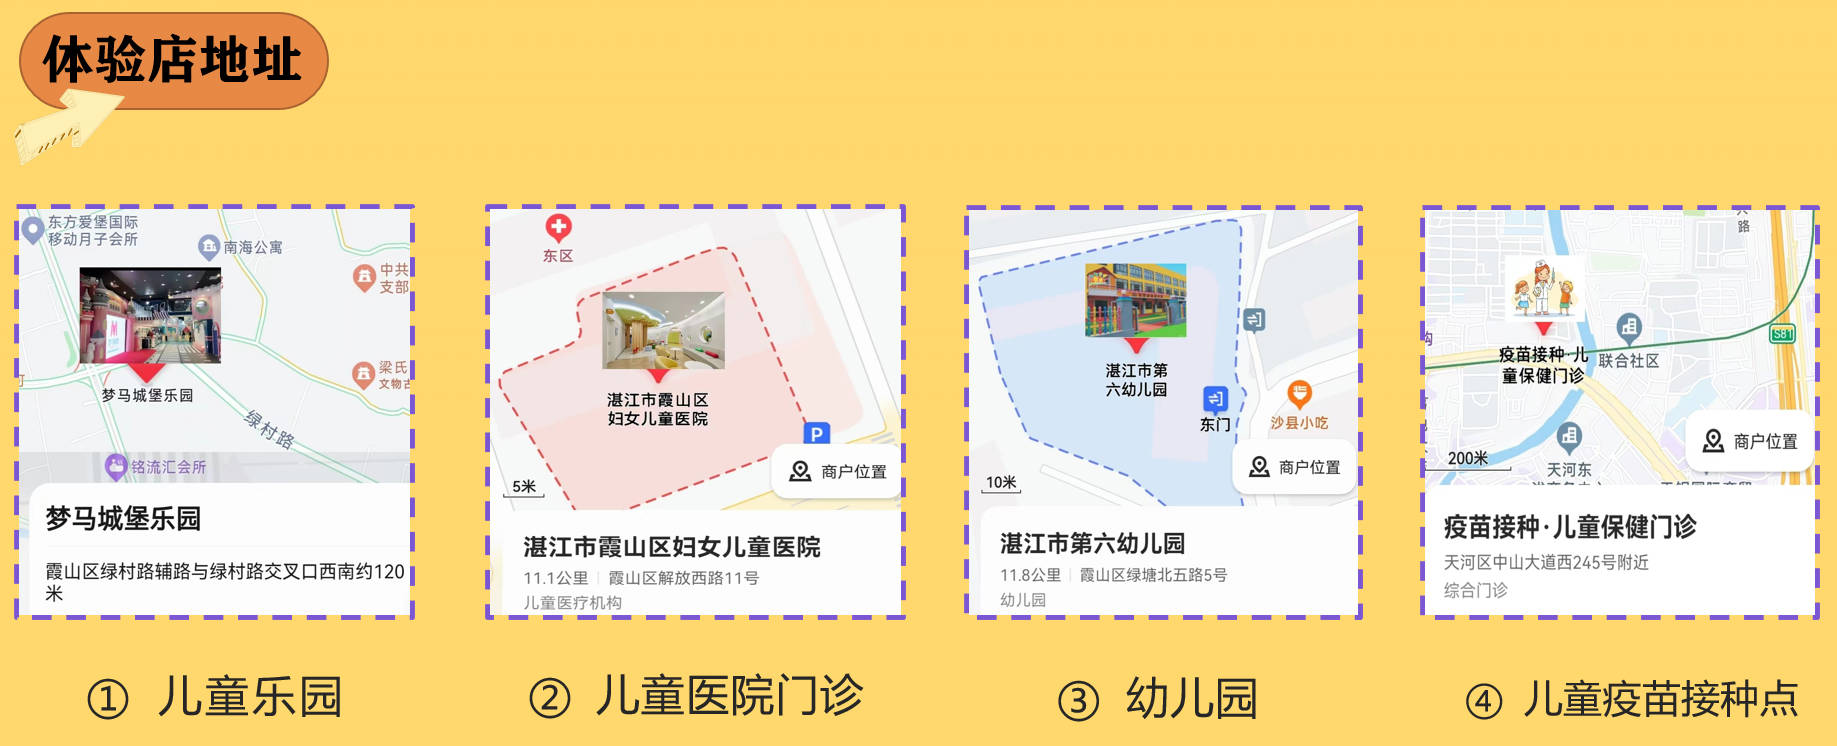 体验店地址
东方爱堡国际
移动月子会所
南海公寓
中共
支部
梁氏
文物古
梦马城堡乐园
绿村路
铭流汇会所
梦马城堡乐园
霞山区绿村路辅路与绿村路交叉口西南约120
米
东区
湛江市霞山区
妇女儿童医院
P
5米
商户位置
湛江市霞山区妇女儿童医院
11.1公里 | 霞山区解放西路11号
儿童医疗机构
湛江市第
六幼儿园
东门
沙县小吃
10米
商户位置
湛江市第六幼儿园
11.8公里 | 霞山区绿塘北五路5号
幼儿园
路
S81
疫苗接种·儿
童保健门诊
联合社区
200米
天河东
商户位置
疫苗接种·儿童保健门诊
天河区中山大道西245号附近
综合门诊
① 儿童乐园
② 儿童医院门诊
③ 幼儿园
④ 儿童疫苗接种点